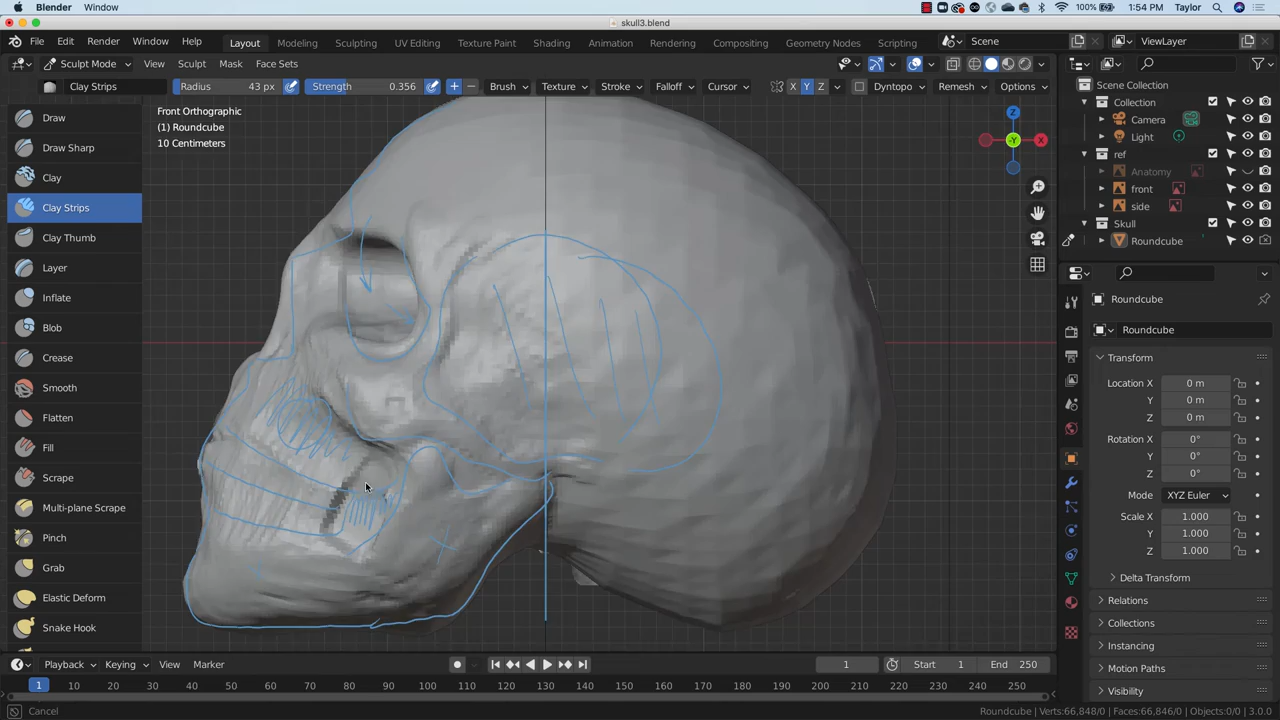 Blender Window 100% 1:54 PM Taylor
skull3.blend
File Edit Render Window Help Layout Modeling Sculpting UV Editing Texture Paint Shading Animation Rendering Compositing Geometry Nodes Scripting Scene ViewLayer
Sculpt Mode View Sculpt Mask Face Sets
Clay Strips Radius 43 px Strength 0.356 Brush Texture Stroke Falloff Cursor X Y Z Dyntopo Remesh Options
Front Orthographic
(1) Roundcube
10 Centimeters
Draw
Draw Sharp
Clay
Clay Strips
Clay Thumb
Layer
Inflate
Blob
Crease
Smooth
Flatten
Fill
Scrape
Multi-plane Scrape
Pinch
Grab
Elastic Deform
Snake Hook
Z
-Y
X
Scene Collection
Collection
Camera
Light
ref
Anatomy
front
side
Skull
Roundcube
Roundcube
Roundcube
Transform
Location X 0 m
Y 0 m
Z 0 m
Rotation X 0°
Y 0°
Z 0°
Mode XYZ Euler
Scale X 1.000
Y 1.000
Z 1.000
Delta Transform
Relations
Collections
Instancing
Motion Paths
Visibility
Playback Keying View Marker 1 Start 1 End 250
1 10 20 30 40 50 60 70 80 90 100 110 120 130 140 150 160 170 180 190 200 210 220 230 240 250
Cancel Roundcube | Verts:66,848/0 | Faces:66,846/0 | Objects:0/0 | 3.0.0